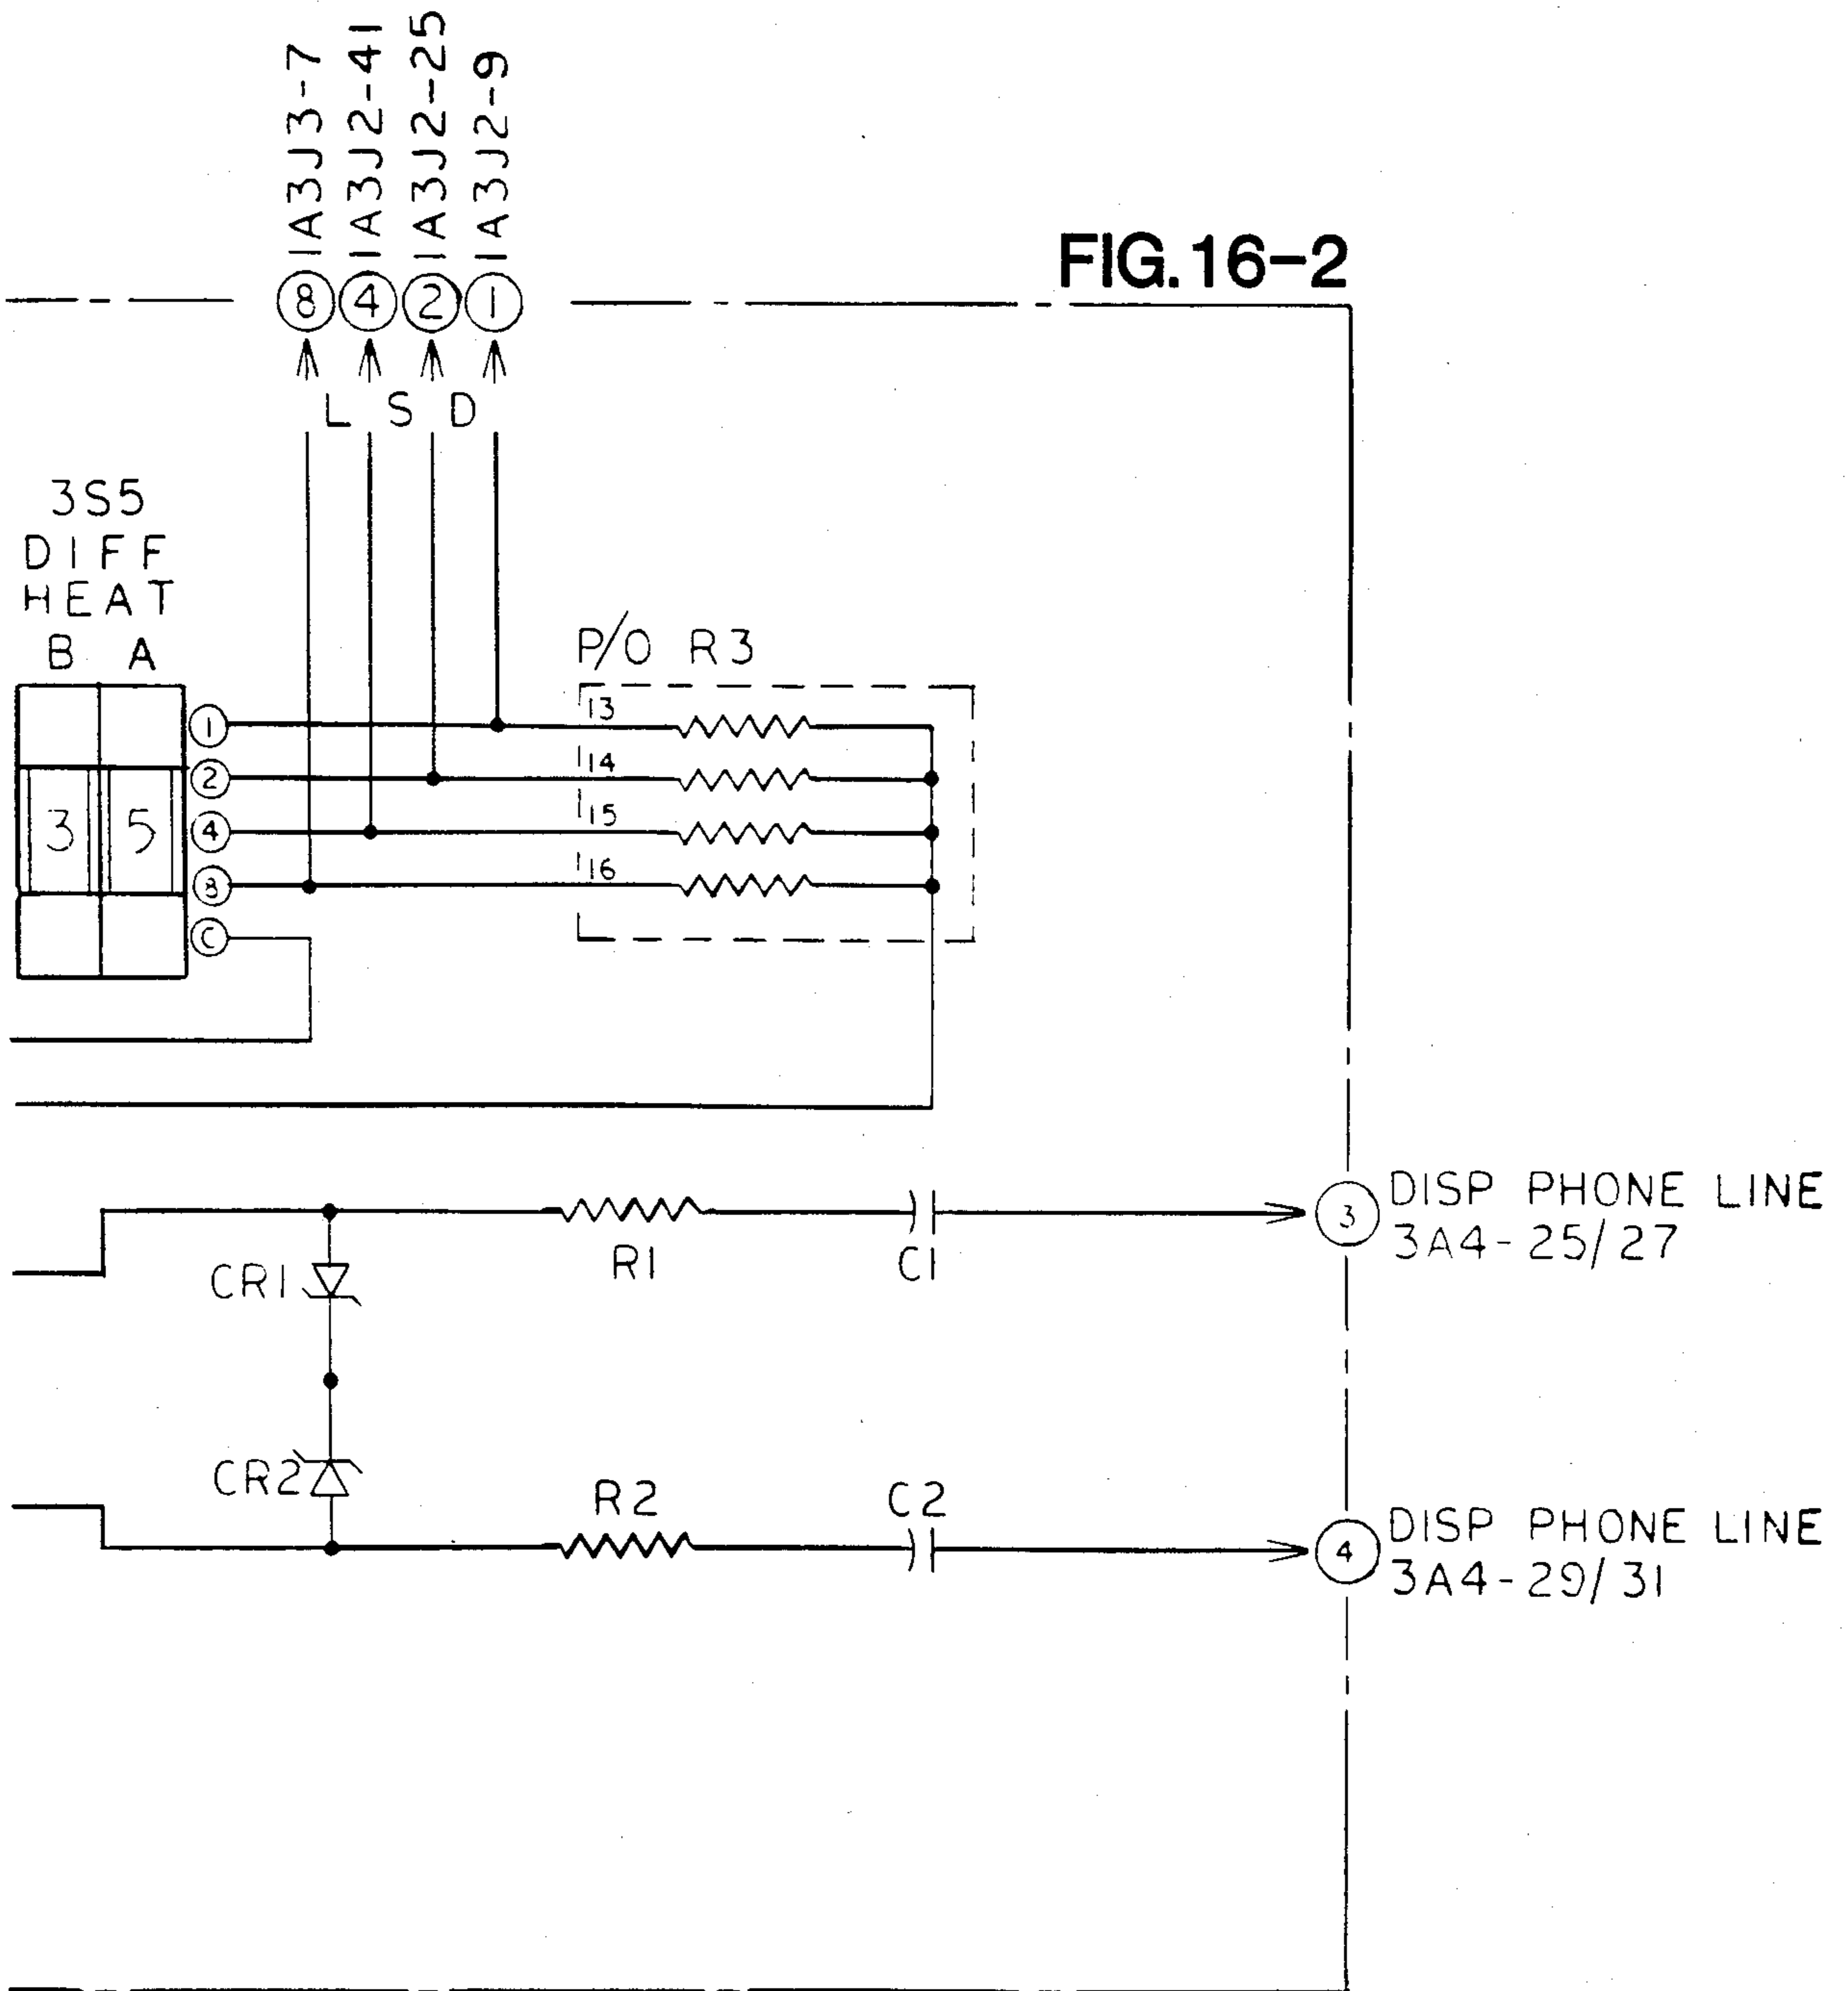 1A3J3-7
1A3J2-41
1A3J2-25
1A3J2-9
FIG.16-2
8 4 2 1
L S D
3S5
DIFF
HEAT
B A
P/O R3
1 13
2 14
3 5
4 15
8 16
C
DISP PHONE LINE
3
3A4-25/27
R1
C1
CR1
CR2
R2
C2
DISP PHONE LINE
4
3A4-29/31